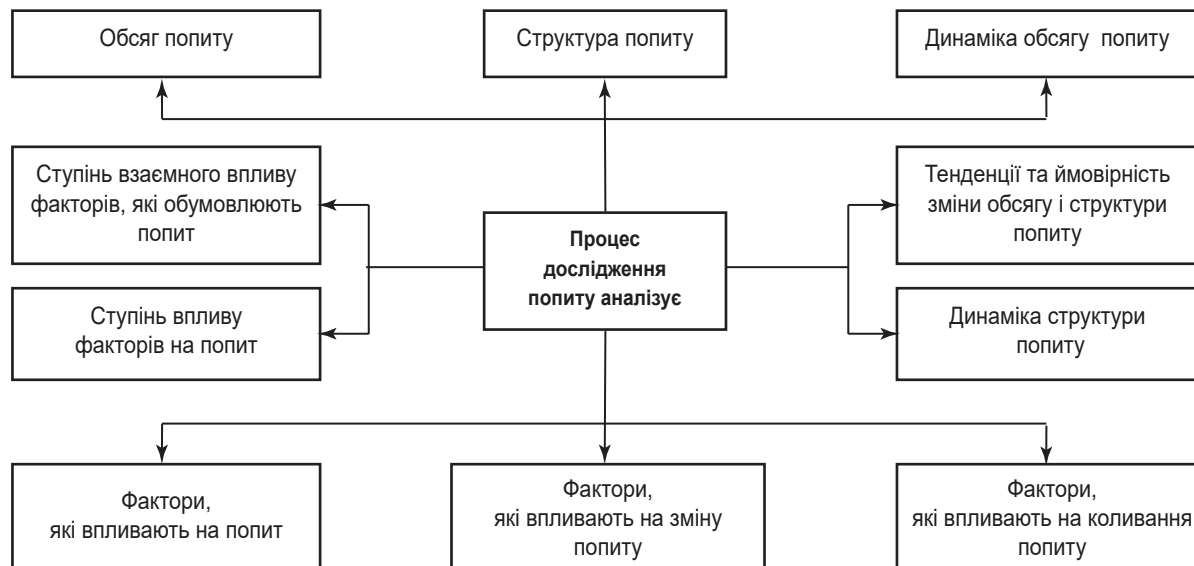 Обсяг попиту
Структура попиту
Динаміка обсягу попиту
Ступінь взаємного впливу
факторів, які обумовлюють
попит
Тенденції та ймовірність
зміни обсягу і структури
попиту
Процес
дослідження
попиту аналізує
Ступінь впливу
факторів на попит
Динаміка структури
попиту
Фактори,
які впливають на попит
Фактори,
які впливають на зміну
попиту
Фактори,
які впливають на коливання
попиту